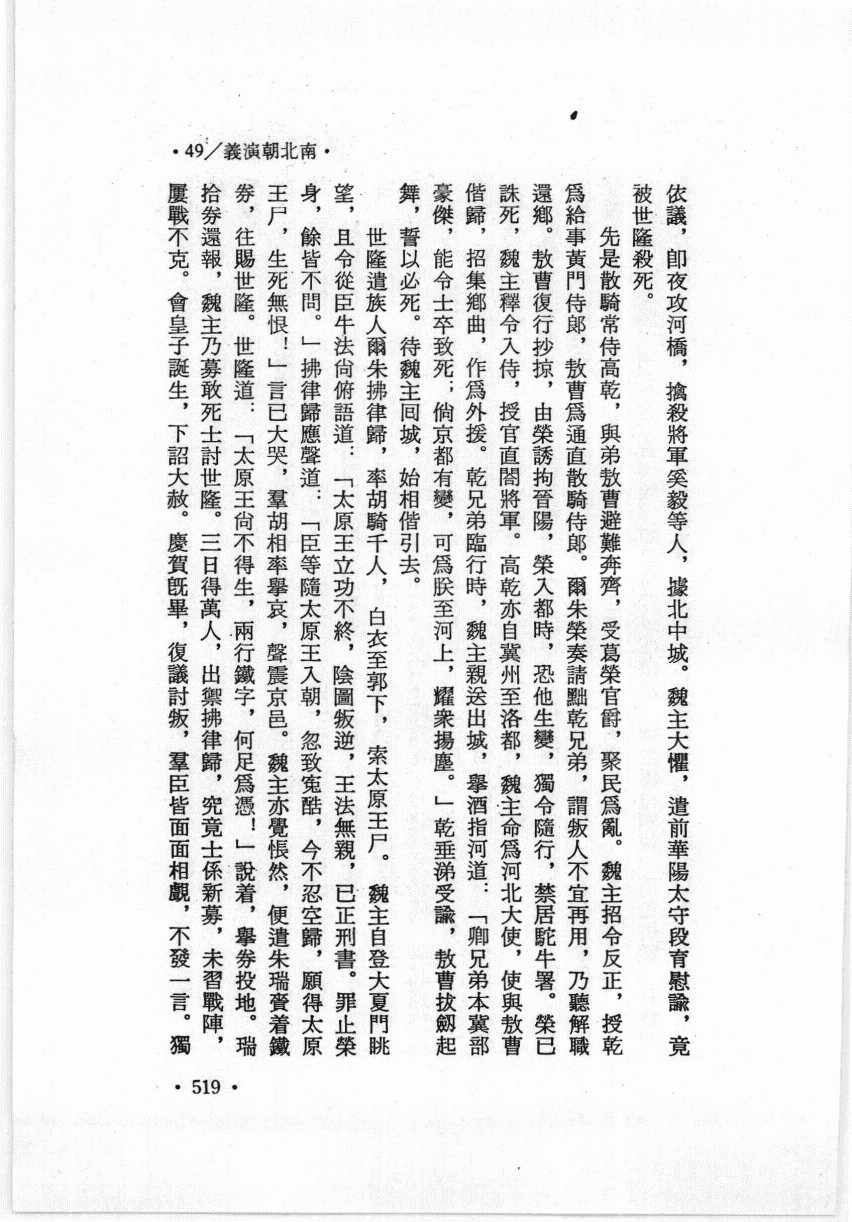 ·49/義演朝北南·
依議，卽夜攻河橋，擒殺將軍奚毅等人，據北中城。魏主大懼，遣前華陽太守段育慰諭，竟
被世隆殺死。
先是散騎常侍高乾，與弟敖曹避難奔齊，受葛榮官爵，聚民爲亂。魏主招令反正，授乾
爲給事黃門侍郎，敖曹爲通直散騎侍郎。爾朱榮奏請黜乾兄弟，謂叛人不宜再用，乃聽解職
還鄉。敖曹復行抄掠，由榮誘拘晉陽，榮入都時，恐他生變，獨令隨行，禁居駝牛署。榮已
誅死，魏主釋令入侍，授官直閤將軍。高乾亦自冀州至洛都，魏主命爲河北大使，使與敖曹
偕歸，招集鄉曲，作爲外援。乾兄弟臨行時，魏主親送出城，舉酒指河道：「卿兄弟本冀部
豪傑，能令士卒致死；倘京都有變，可爲朕至河上，耀衆揚塵。」乾垂涕受諭，敖曹拔劍起
舞，誓以必死。待魏主囘城，始相偕引去。
世隆遣族人爾朱拂律歸，率胡騎千人，白衣至郭下，索太原王尸。魏主自登大夏門眺
望，且令從臣牛法尙俯語道：「太原王立功不終，陰圖叛逆，王法無親，已正刑書。罪止榮
身，餘皆不問。」拂律歸應聲道：「臣等隨太原王入朝，忽致寃酷，今不忍空歸，願得太原
王尸，生死無恨！」言已大哭，羣胡相率舉哀，聲震京邑。魏主亦覺悵然，便遣朱瑞賫着鐵
券，往賜世隆。世隆道：「太原王尙不得生，兩行鐵字，何足爲憑！」說着，舉券投地。瑞
拾券還報，魏主乃募敢死士討世隆。三日得萬人，出禦拂律歸，究竟士係新募，未習戰陣，
屢戰不克。會皇子誕生，下詔大赦。慶賀旣畢，復議討叛，羣臣皆面面相覷，不發一言。獨
·519·